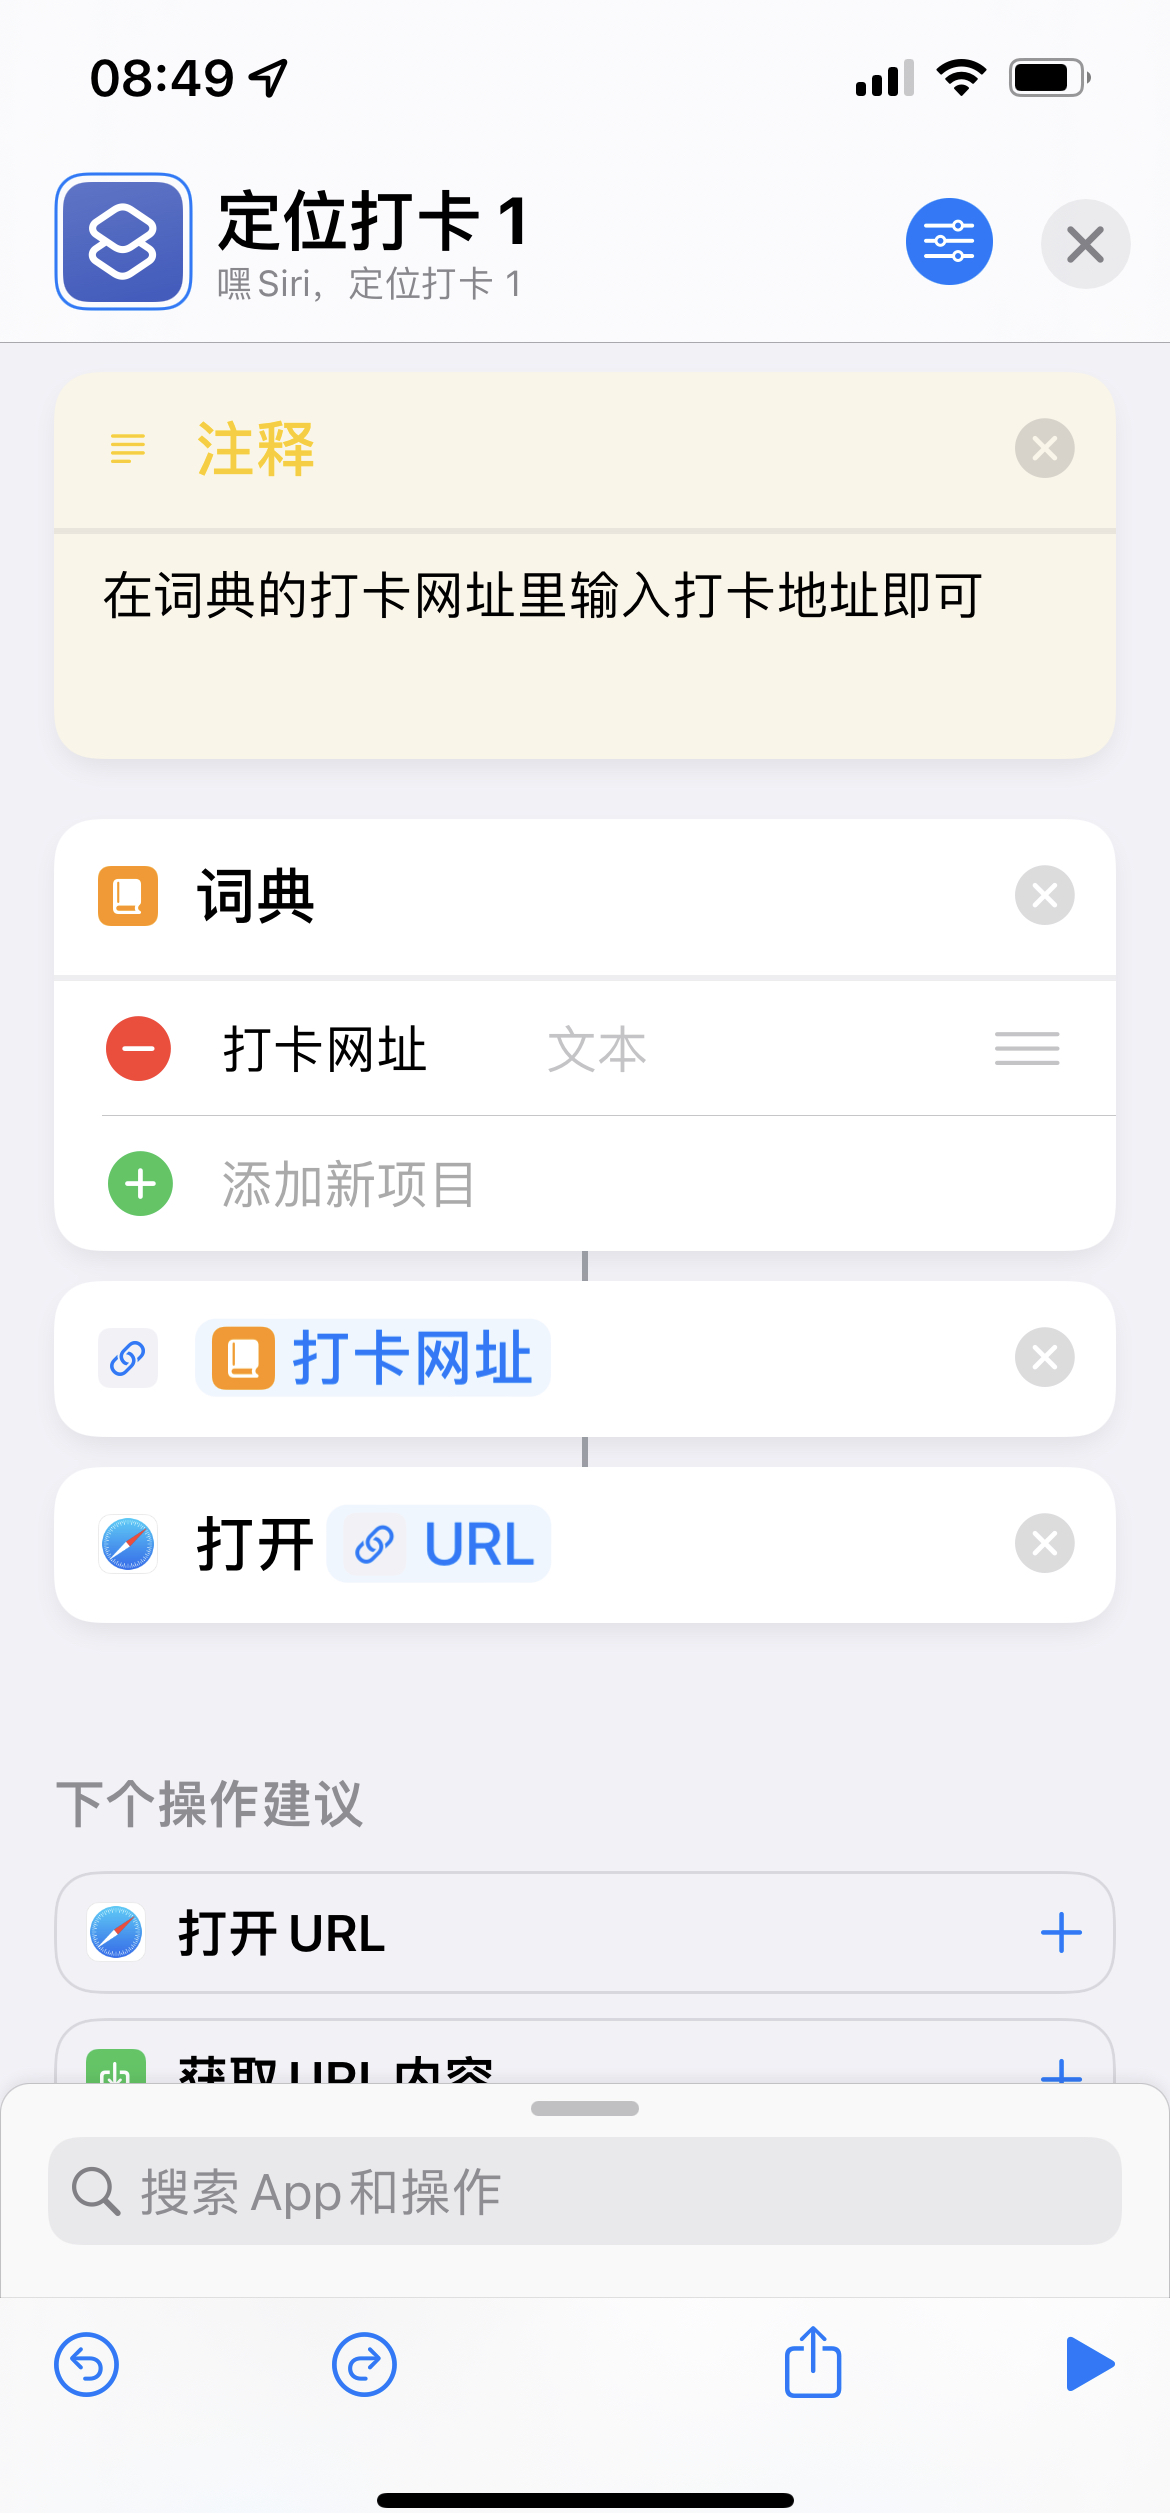 08:49
定位打卡 1
嘿 Siri，定位打卡 1
注释
在词典的打卡网址里输入打卡地址即可
词典
打卡网址 文本
添加新项目
打卡网址
打开 URL
下个操作建议
打开 URL
获取 URL 内容
搜索 App 和操作